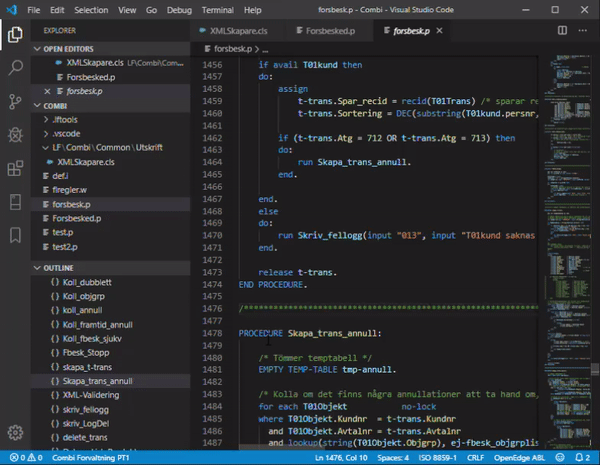 File Edit Selection View Go Debug Terminal Help forsbesk.p - Combi - Visual Studio Code
EXPLORER
OPEN EDITORS
XMLSkapare.cls LF\Combi\Com...
Forsbesked.p
× forsbesk.p
COMBI
.lftools
.vscode
LF\Combi\Common\Utskrift
XMLSkapare.cls
def.i
flregler.w
forsbesk.p
Forsbesked.p
test.p
test2.p
OUTLINE
Koll_dubblett
Koll_objgrp
koll_annull
Koll_framtid_annull
Koll_fbesk_sjukv
Fbesk_Stopp
skapa_t-trans
Skapa_trans_annull
XML-Validering
skriv_fellogg
skriv_LogDel
delete_trans
XMLSkapare.cls Forsbesked.p forsbesk.p ×
forsbesk.p > ...
1456 if avail T01kund then
1457 do:
1458 assign
1459 t-trans.Spar_recid = recid(T01Trans) /* sparar re
1460 t-trans.Sortering = DEC(substring(T01kund.persnr,
1461
1462 if (t-trans.Atg = 712 OR t-trans.Atg = 713) then
1463 do:
1464 run Skapa_trans_annull.
1465 end.
1466
1467 end.
1468 else
1469 do:
1470 run Skriv_fellogg(input "013", input "T01kund saknas
1471 end.
1472
1473 release t-trans.
1474 END PROCEDURE.
1475
1476 /******************************************************
1477
1478 PROCEDURE Skapa_trans_annull:
1479
1480 /* Tömmer temptabell */
1481 EMPTY TEMP-TABLE tmp-annull.
1482
1483 /* Kolla om det finns några annullationer att ta hand om,
1484 for each T01Objekt no-lock
1485 where T01Objekt.Kundnr = t-trans.Kundnr
1486 and T01Objekt.Avtalnr = t-trans.Avtalnr
1487 and lookup(string(T01Objekt.Objgrp), ej-fbesk_objgrplis
0 0 Combi Forvaltning PT1 Ln 1476, Col 10 Spaces: 4 ISO 8859-1 CRLF OpenEdge ABL 2